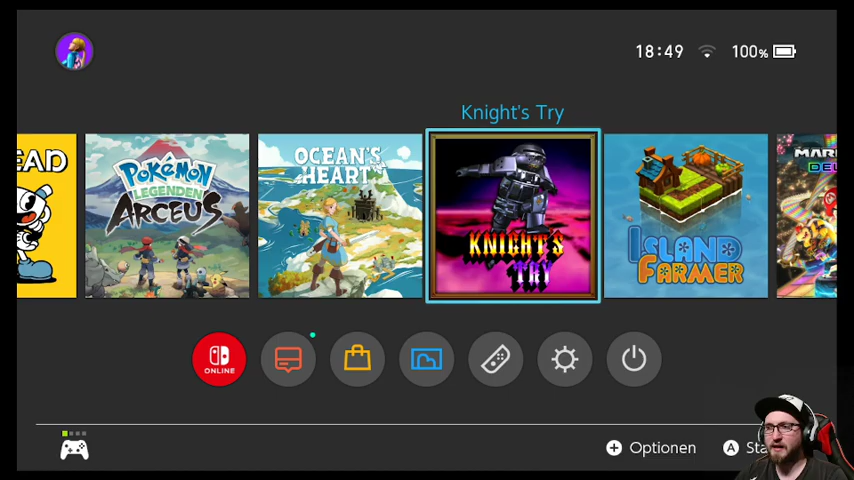 18:49 100%
Knight's Try
EAD
POKÉMON
LEGENDEN
ARCEUS
OCEAN'S
HEART
KNIGHT'S
TRY
ISLAND
FARMER
MAR
DEL
ONLINE
+ Optionen
A Sta